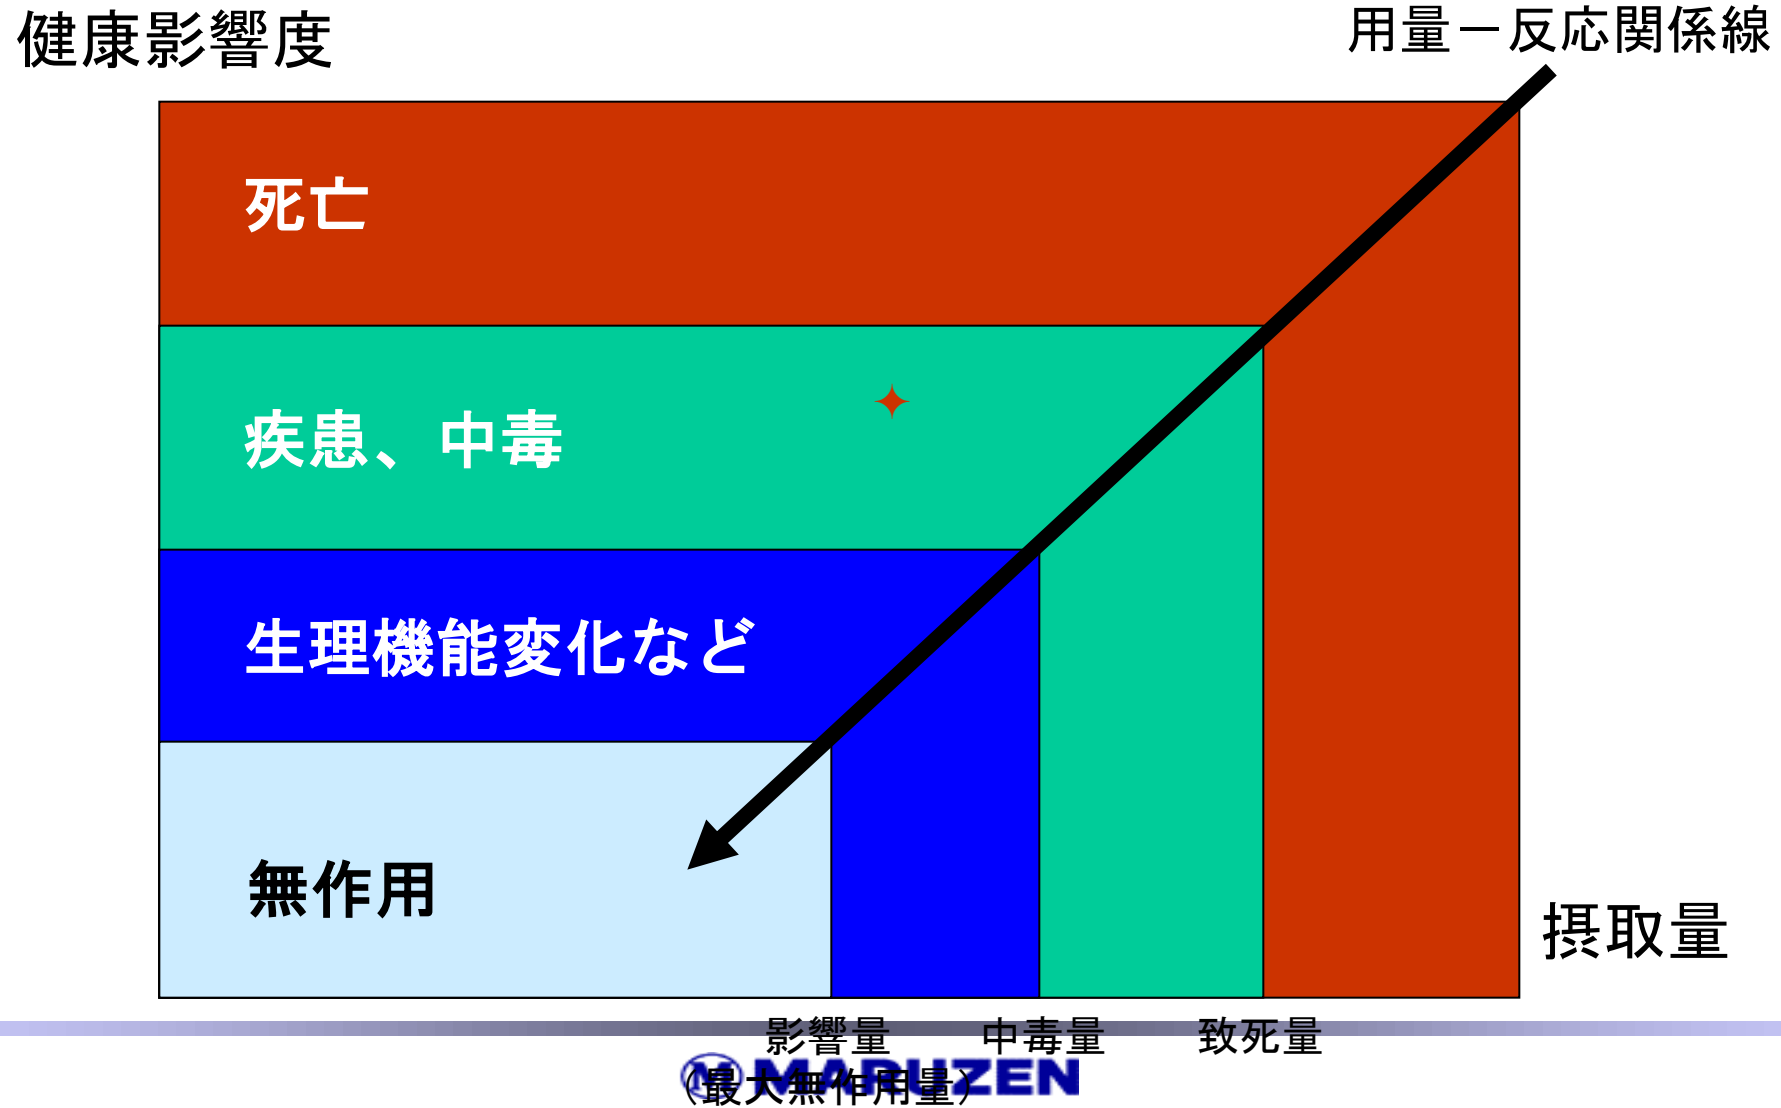 健康影響度
用量－反応関係線
死亡
疾患、中毒
生理機能変化など
無作用
摂取量
影響量
中毒量
致死量
（最大無作用量）
M MARUZEN